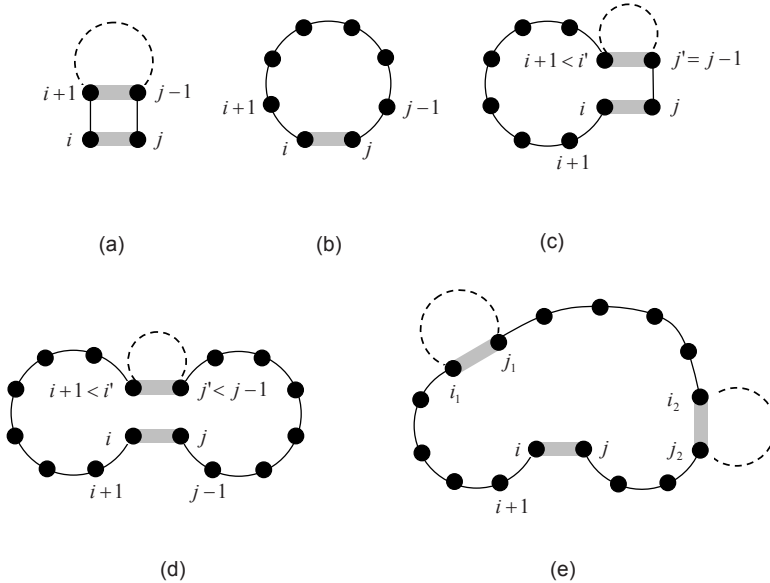 i+1 j−1
i j
(a)
i+1 j−1
i j
(b)
i+1 < i' j' = j−1
i j
i+1
(c)
i+1 < i' j' < j−1
i j
i+1 j−1
(d)
j₁
i₁ i₂
i j j₂
i+1
(e)